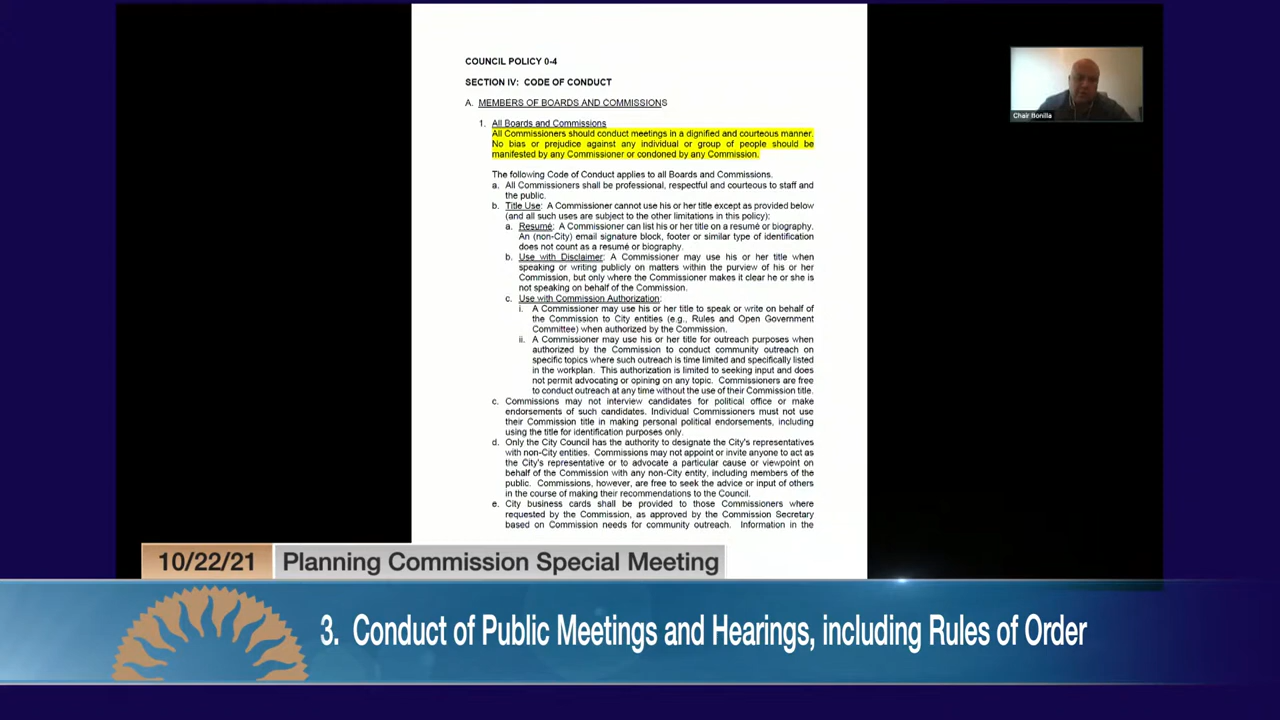 COUNCIL POLICY 0-4
SECTION IV: CODE OF CONDUCT
A. MEMBERS OF BOARDS AND COMMISSIONS
1. All Boards and Commissions
All Commissioners should conduct meetings in a dignified and courteous manner.
No bias or prejudice against any individual or group of people should be
manifested by any Commissioner or condoned by any Commission.
The following Code of Conduct applies to all Boards and Commissions.
a. All Commissioners shall be professional, respectful and courteous to staff and
the public.
b. Title Use: A Commissioner cannot use his or her title except as provided below
(and all such uses are subject to the other limitations in this policy):
a. Resumé: A Commissioner can list his or her title on a resumé or biography.
An (non-City) email signature block, footer or similar type of identification
does not count as a resumé or biography.
b. Use with Disclaimer: A Commissioner may use his or her title when
speaking or writing publicly on matters within the purview of his or her
Commission, but only where the Commissioner makes it clear he or she is
not speaking on behalf of the Commission.
c. Use with Commission Authorization:
i. A Commissioner may use his or her title to speak or write on behalf of
the Commission to City entities (e.g., Rules and Open Government
Committee) when authorized by the Commission.
ii. A Commissioner may use his or her title for outreach purposes when
authorized by the Commission to conduct community outreach on
specific topics where such outreach is time limited and specifically listed
in the workplan. This authorization is limited to seeking input and does
not permit advocating or opining on any topic. Commissioners are free
to conduct outreach at any time without the use of their Commission title.
c. Commissions may not interview candidates for political office or make
endorsements of such candidates. Individual Commissioners must not use
their Commission title in making personal political endorsements, including
using the title for identification purposes only.
d. Only the City Council has the authority to designate the City's representatives
with non-City entities. Commissions may not appoint or invite anyone to act as
the City's representative or to advocate a particular cause or viewpoint on
behalf of the Commission with any non-City entity, including members of the
public. Commissions, however, are free to seek the advice or input of others
in the course of making their recommendations to the Council.
e. City business cards shall be provided to those Commissioners where
requested by the Commission, as approved by the Commission Secretary
based on Commission needs for community outreach. Information in the
Chair Bonilla
10/22/21 Planning Commission Special Meeting
3. Conduct of Public Meetings and Hearings, including Rules of Order